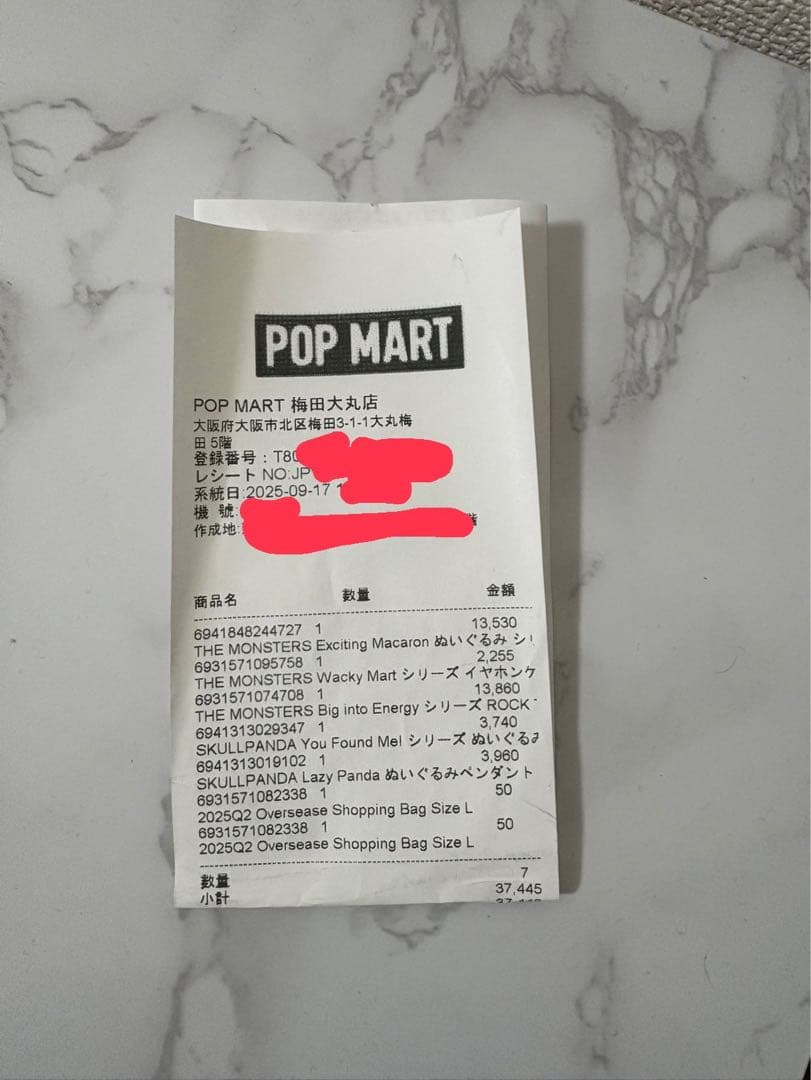 POP MART
POP MART 梅田大丸店
大阪府大阪市北区梅田3-1-1大丸梅
田 5階
登録番号：T80
レシート NO:JP
系統日:2025-09-17 1
機 號:
作成地:
商品名 數量 金額
6941848244727 1 13,530
THE MONSTERS Exciting Macaron ぬいぐるみ シリ
6931571095758 1 2,255
THE MONSTERS Wacky Mart シリーズ イヤホンケ
6931571074708 1 13,860
THE MONSTERS Big into Energy シリーズ ROCK
6941313029347 1 3,740
SKULLPANDA You Found Me! シリーズ ぬいぐるみ
6941313019102 1 3,960
SKULLPANDA Lazy Panda ぬいぐるみペンダント
6931571082338 1 50
2025Q2 Oversease Shopping Bag Size L
6931571082338 1 50
2025Q2 Oversease Shopping Bag Size L
數量 7
小計 37,445